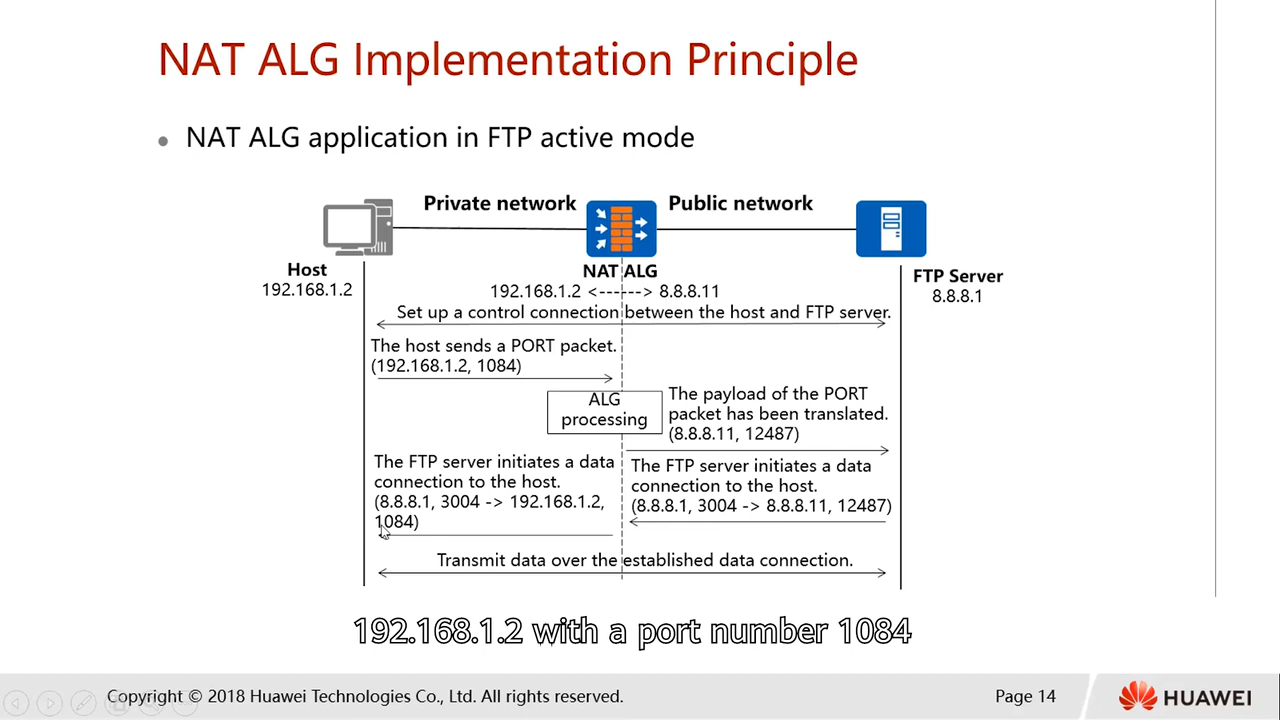 NAT ALG Implementation Principle
NAT ALG application in FTP active mode
Private network
Public network
Host
192.168.1.2
NAT ALG
192.168.1.2 <------> 8.8.8.11
FTP Server
8.8.8.1
Set up a control connection between the host and FTP server.
The host sends a PORT packet.
(192.168.1.2, 1084)
ALG
processing
The payload of the PORT
packet has been translated.
(8.8.8.11, 12487)
The FTP server initiates a data
connection to the host.
(8.8.8.1, 3004 -> 8.8.8.11, 12487)
The FTP server initiates a data
connection to the host.
(8.8.8.1, 3004 -> 192.168.1.2,
1084)
Transmit data over the established data connection.
192.168.1.2 with a port number 1084
Copyright © 2018 Huawei Technologies Co., Ltd. All rights reserved.
Page 14
HUAWEI